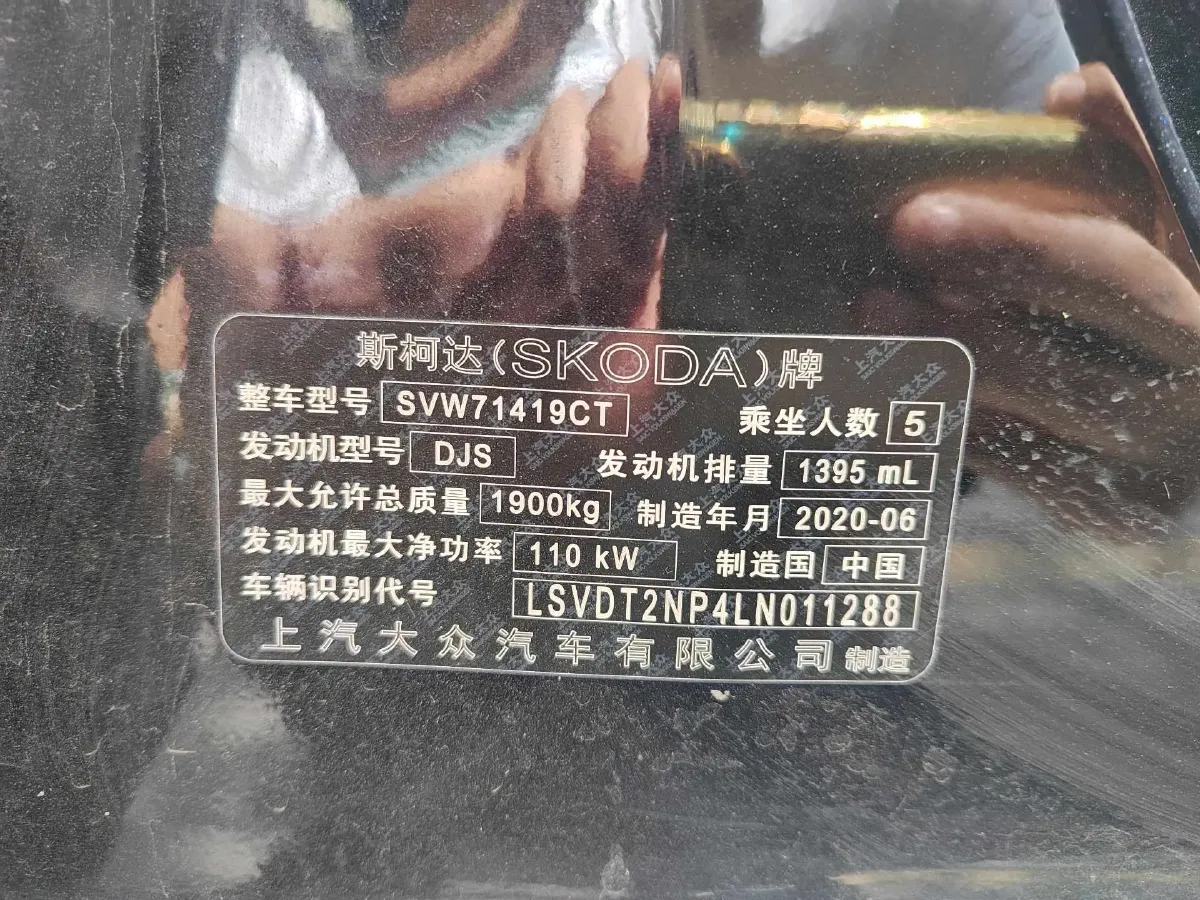 斯柯达(SKODA)牌
整车型号 SVW71419CT 乘坐人数 5
发动机型号 DJS 发动机排量 1395 mL
最大允许总质量 1900kg 制造年月 2020-06
发动机最大净功率 110 kW 制造国 中国
车辆识别代号 LSVDT2NP4LN011288
上汽大众汽车有限公司 制造